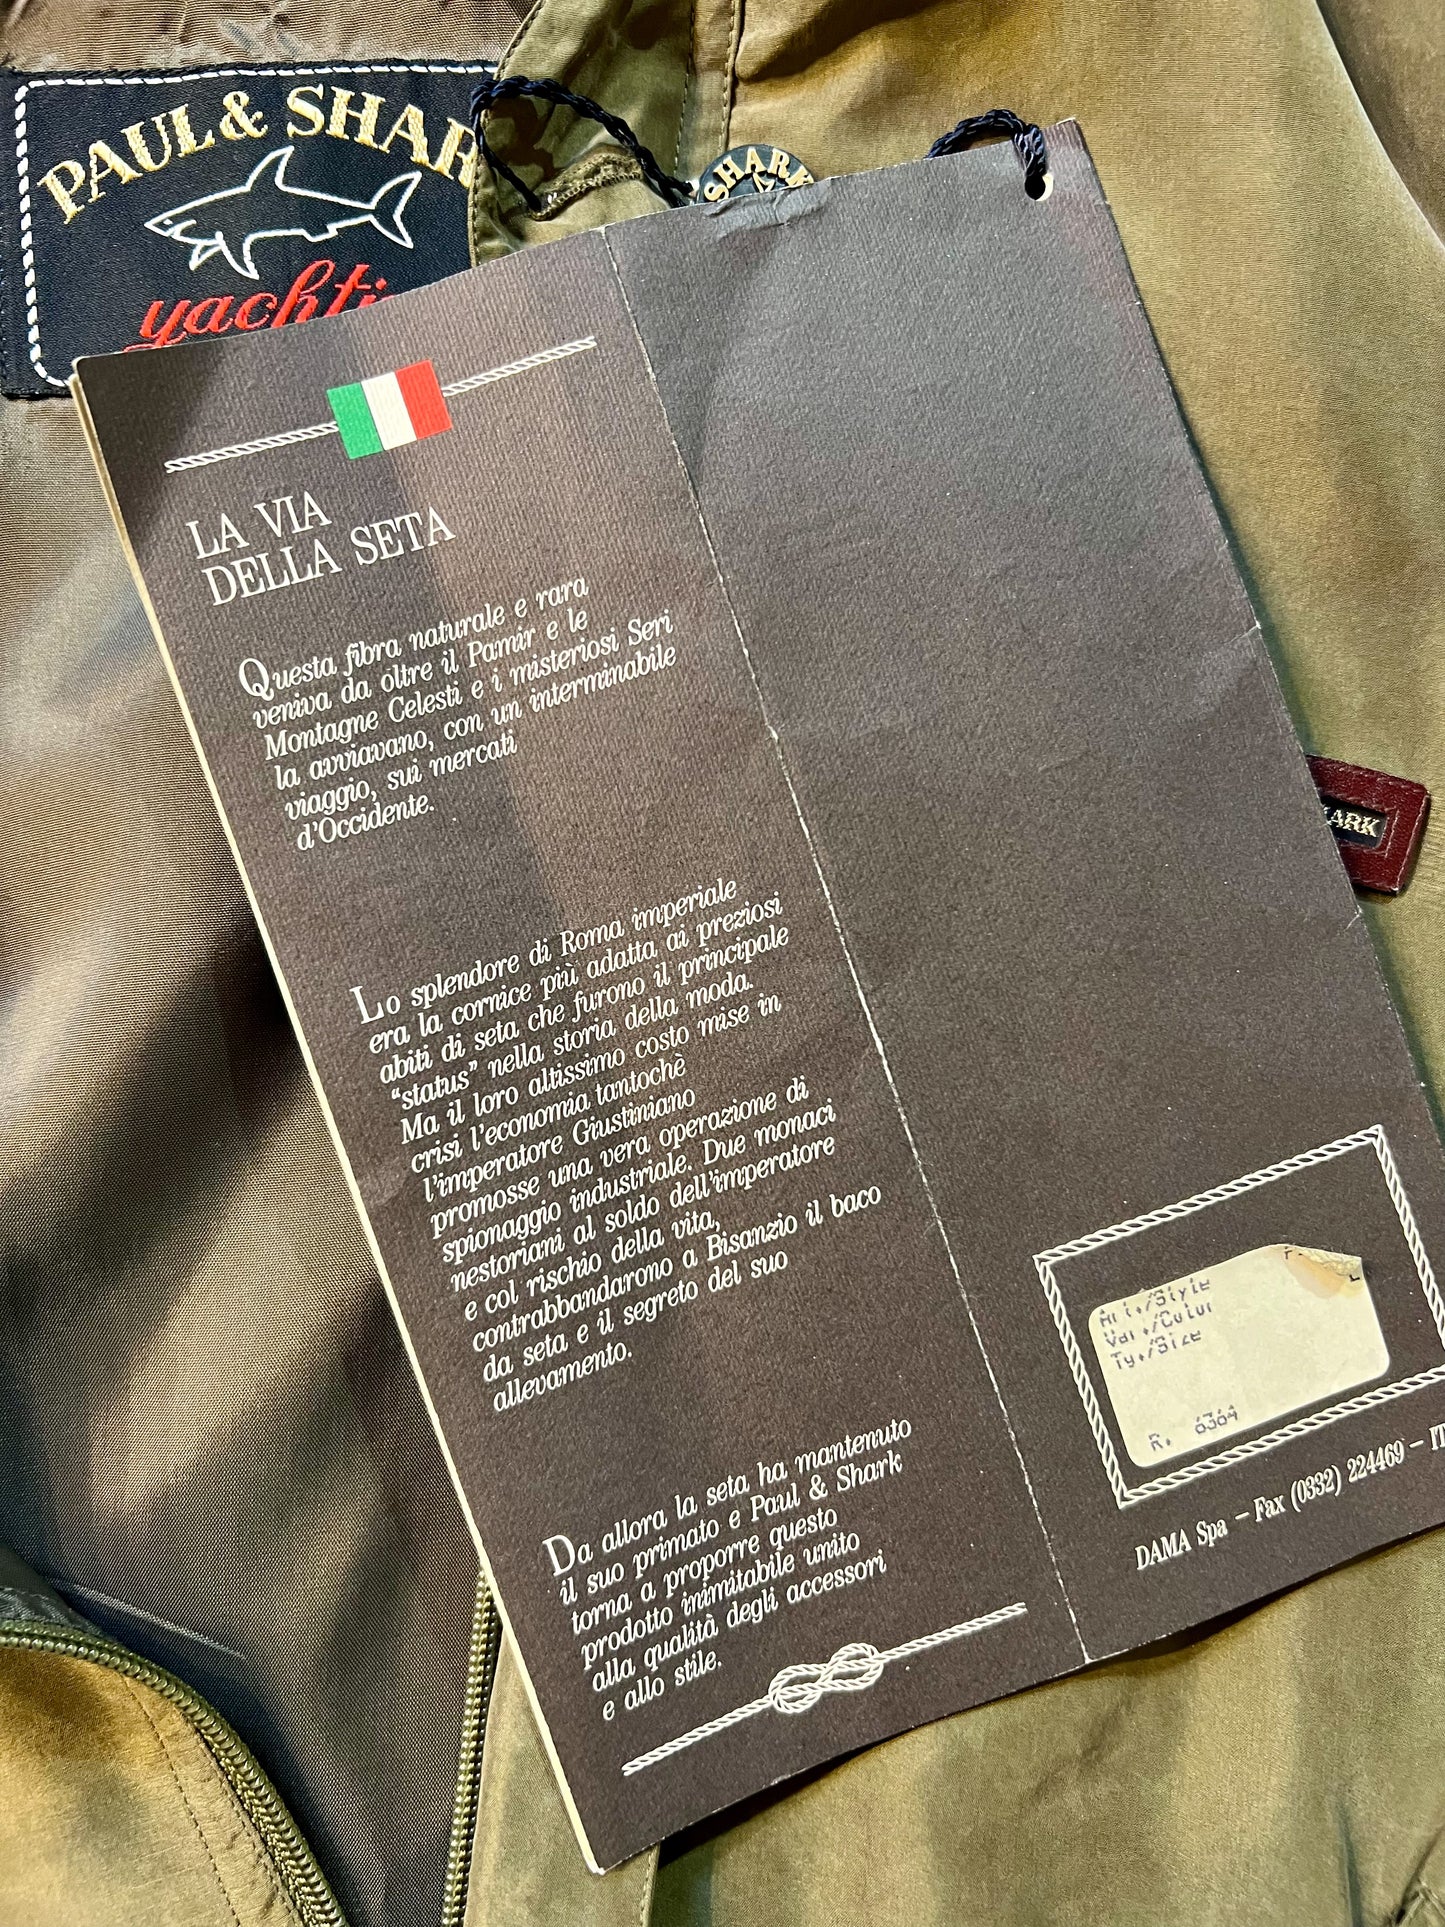 PAUL & SHARK
yachting
SHARK
LA VIA
DELLA SETA
Questa fibra naturale e rara
veniva da oltre il Pamir e le
Montagne Celesti e i misteriosi Seri
la avviavano, con un interminabile
viaggio, sui mercati
d'Occidente.
Lo splendore di Roma imperiale
era la cornice più adatta ai preziosi
abiti di seta che furono il principale
"status" nella storia della moda.
Ma il loro altissimo costo mise in
crisi l'economia tantochè
l'imperatore Giustiniano
promosse una vera operazione di
spionaggio industriale. Due monaci
nestoriani al soldo dell'imperatore
e col rischio della vita,
contrabbandarono a Bisanzio il baco
da seta e il segreto del suo
allevamento.
Da allora la seta ha mantenuto
il suo primato e Paul & Shark
torna a proporre questo
prodotto inimitabile unito
alla qualità degli accessori
e allo stile.
HARK
Art./Style
Var./Colur
Ty./Size
R. 6364
DAMA Spa – Fax (0332) 224469 – IT